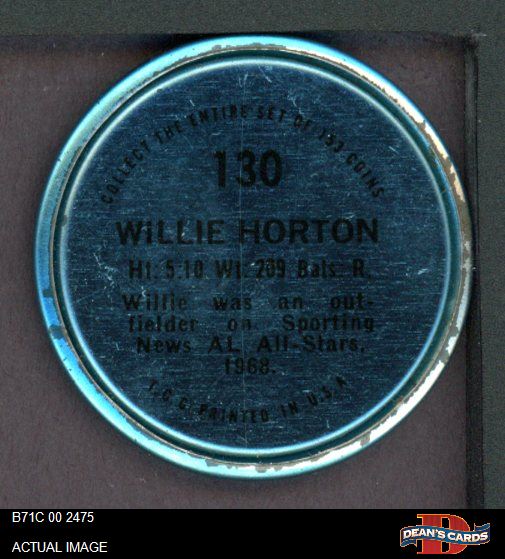 COLLECT THE ENTIRE SET OF 153 COINS
130
WILLIE HORTON
Ht: 5-10 Wt: 209 Bats: R.
Willie was an out-
fielder on Sporting
News AL All-Stars,
1968.
T.C.G. PRINTED IN U.S.A.
B71C 00 2475
ACTUAL IMAGE
D
DEAN'S CARDS